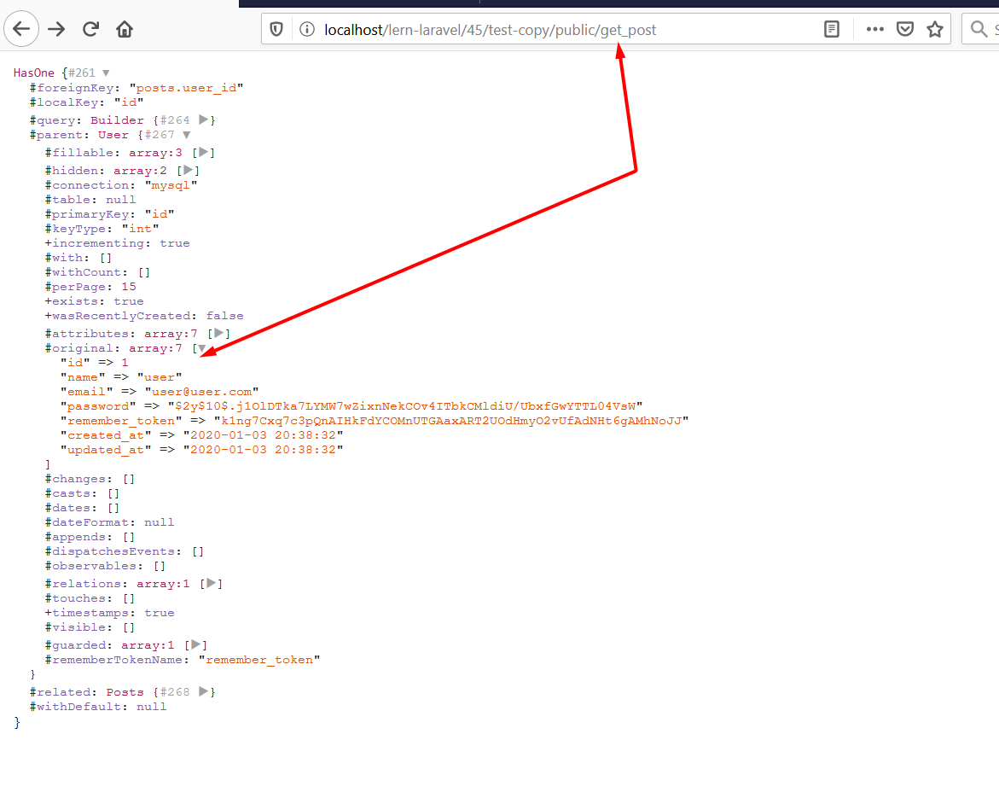 localhost/lern-laravel/45/test-copy/public/get_post
S
HasOne {#261 ▼
#foreignKey: "posts.user_id"
#localKey: "id"
#query: Builder {#264 ▶}
#parent: User {#267 ▼
#fillable: array:3 [▶]
#hidden: array:2 [▶]
#connection: "mysql"
#table: null
#primaryKey: "id"
#keyType: "int"
+incrementing: true
#with: []
#withCount: []
#perPage: 15
+exists: true
+wasRecentlyCreated: false
#attributes: array:7 [▶]
#original: array:7 [▼
"id" => 1
"name" => "user"
"email" => "user@user.com"
"password" => "$2y$10$.j1OlDTka7LYMW7wZixnNekCOv4ITbkCMldiU/UbxfGwYTTL04VsW"
"remember_token" => "k1ng7Cxq7c3pQnAIHkFdYCOMnUTGAaxART2UOdHmyO2vUfAdNHt6gAMhNoJJ"
"created_at" => "2020-01-03 20:38:32"
"updated_at" => "2020-01-03 20:38:32"
]
#changes: []
#casts: []
#dates: []
#dateFormat: null
#appends: []
#dispatchesEvents: []
#observables: []
#relations: array:1 [▶]
#touches: []
+timestamps: true
#visible: []
#guarded: array:1 [▶]
#rememberTokenName: "remember_token"
}
#related: Posts {#268 ▶}
#withDefault: null
}